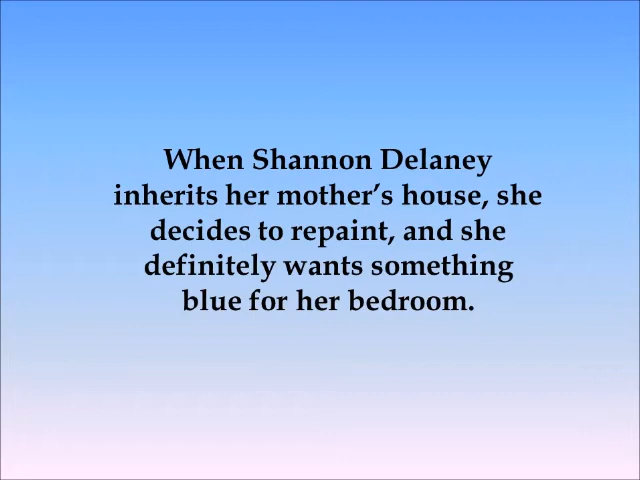 When Shannon Delaney
inherits her mother’s house, she
decides to repaint, and she
definitely wants something
blue for her bedroom.